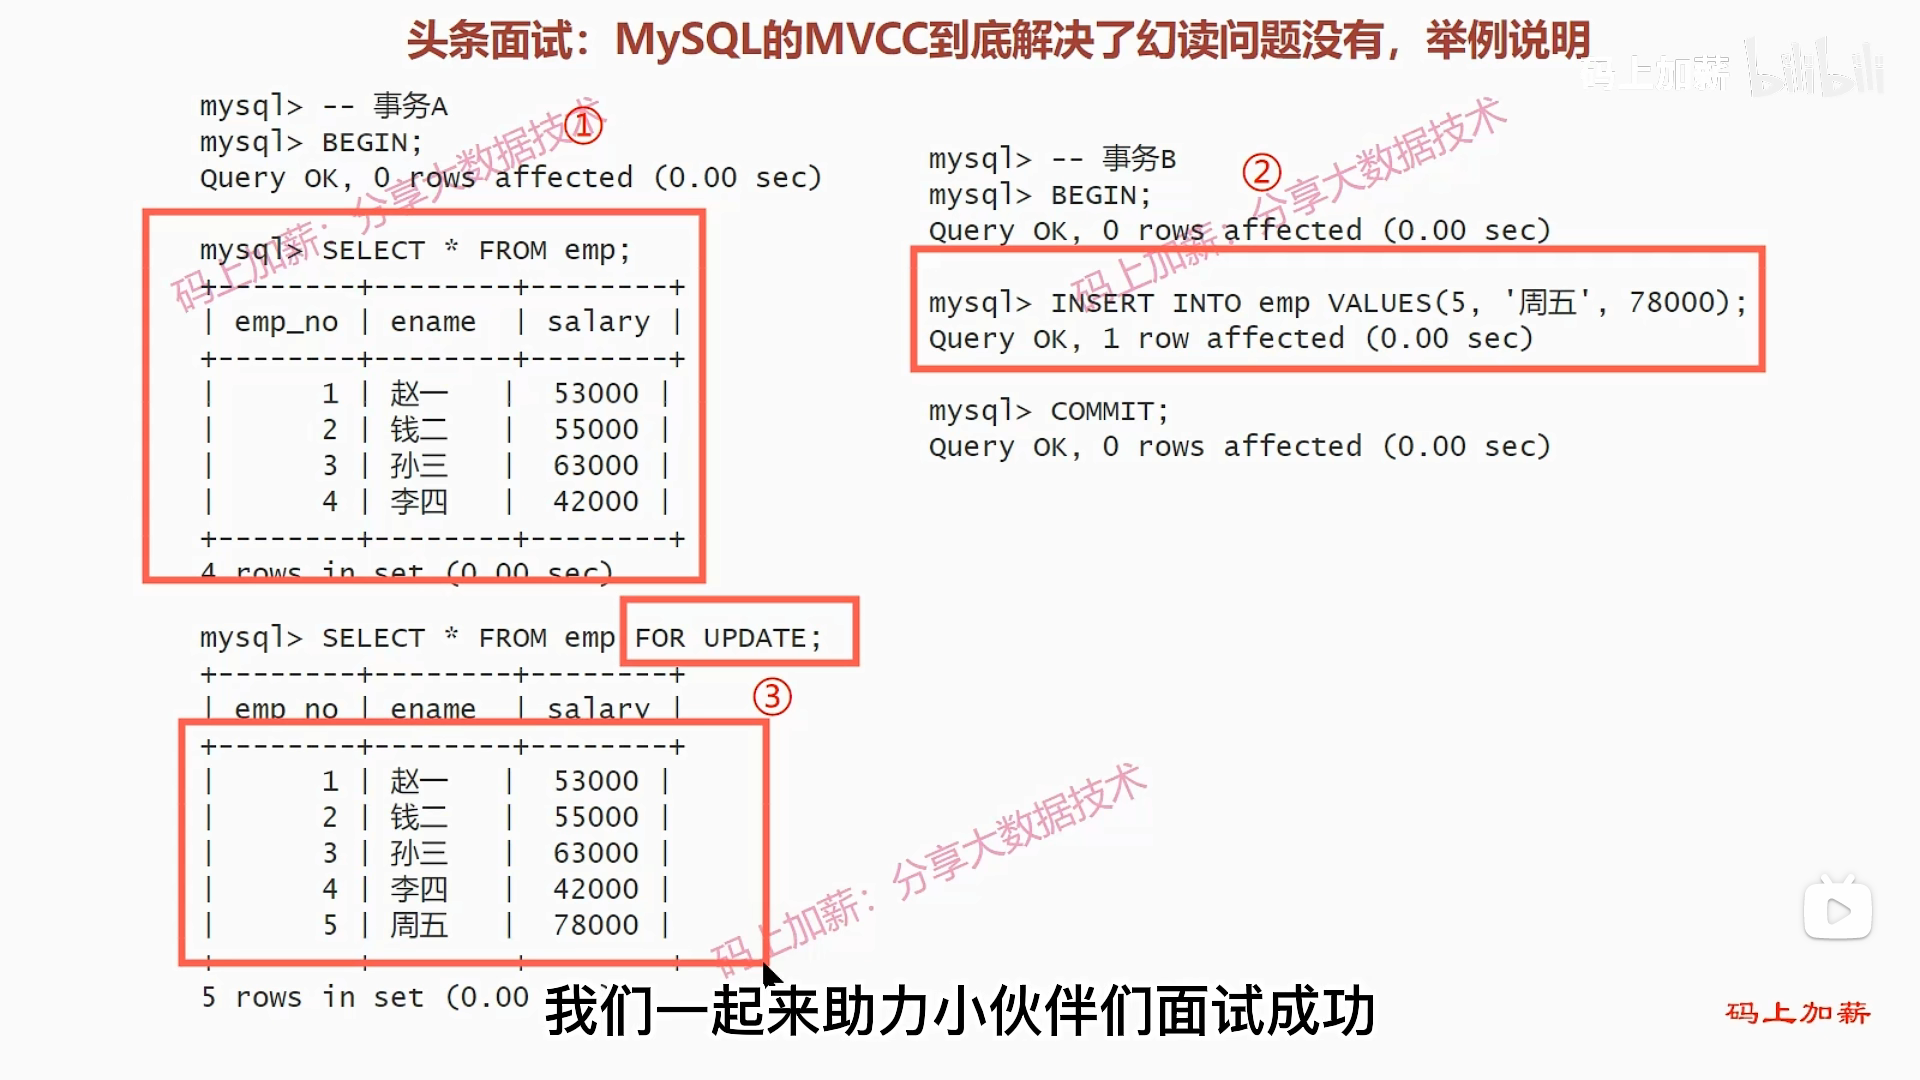 头条面试：MySQL的MVCC到底解决了幻读问题没有，举例说明
码上加薪 bilibili
mysql> -- 事务A
①
mysql> BEGIN;
Query OK, 0 rows affected (0.00 sec)
码上加薪：分享大数据技术
mysql> SELECT * FROM emp;
+--------+--------+--------+
| emp_no | ename | salary |
+--------+--------+--------+
| 1 | 赵一 | 53000 |
| 2 | 钱二 | 55000 |
| 3 | 孙三 | 63000 |
| 4 | 李四 | 42000 |
+--------+--------+--------+
4 rows in set (0.00 sec)
mysql> -- 事务B
②
mysql> BEGIN;
Query OK, 0 rows affected (0.00 sec)
码上加薪：分享大数据技术
mysql> INSERT INTO emp VALUES(5, '周五', 78000);
Query OK, 1 row affected (0.00 sec)
mysql> COMMIT;
Query OK, 0 rows affected (0.00 sec)
mysql> SELECT * FROM emp FOR UPDATE;
+--------+--------+--------+
③
| emp_no | ename | salary |
+--------+--------+--------+
| 1 | 赵一 | 53000 |
| 2 | 钱二 | 55000 |
| 3 | 孙三 | 63000 |
| 4 | 李四 | 42000 |
| 5 | 周五 | 78000 |
码上加薪：分享大数据技术
5 rows in set (0.00
我们一起来助力小伙伴们面试成功
码上加薪